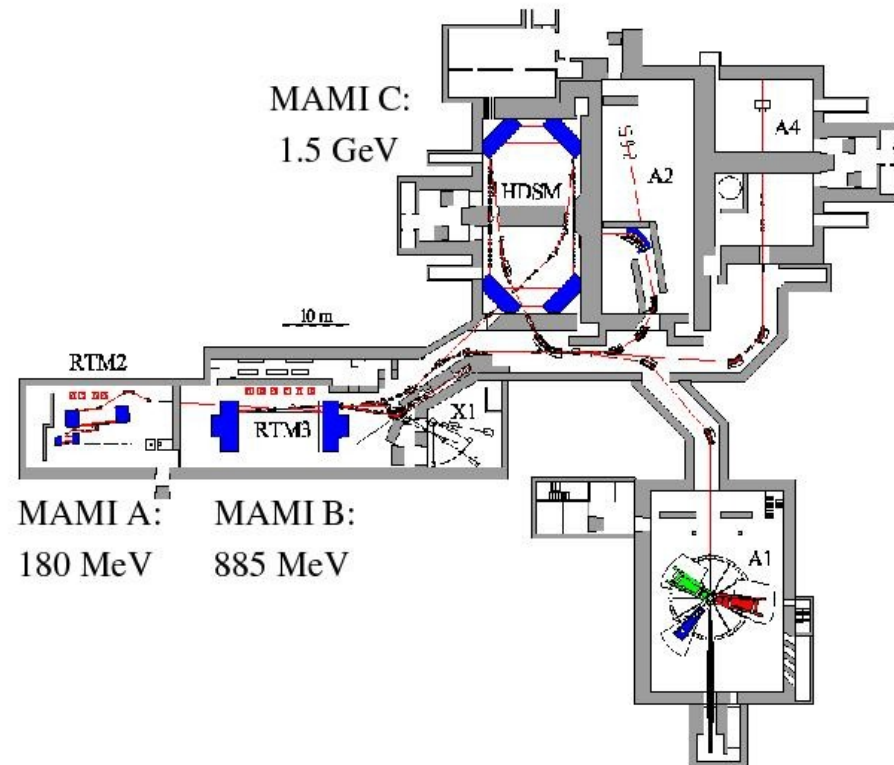 MAMI C:
1.5 GeV
A4
A2
HDSM
10 m
RTM2
X1
RTM3
MAMI A:
180 MeV
MAMI B:
885 MeV
A1